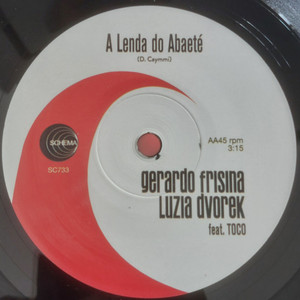 A Lenda do Abaeté
(D. Caymmi)
SCHEMA
SC733
AA45 rpm
3:15
gerardo frisina
LUZIA dvorek
feat. TOCO